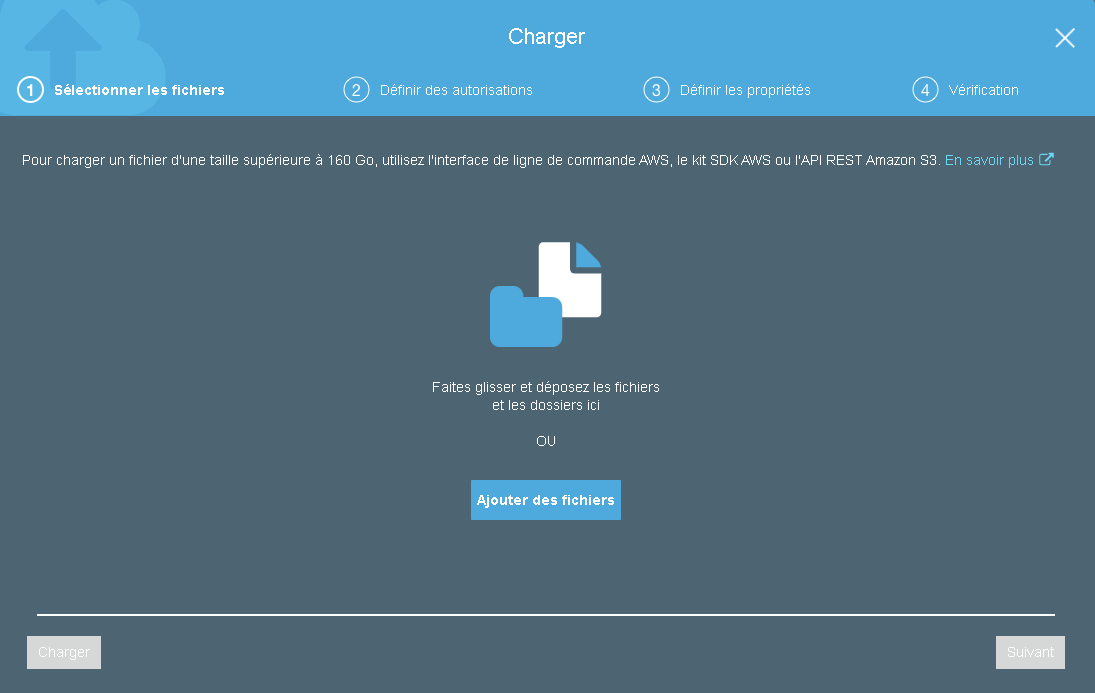 Charger
1 Sélectionner les fichiers
2 Définir des autorisations
3 Définir les propriétés
4 Vérification
Pour charger un fichier d'une taille supérieure à 160 Go, utilisez l'interface de ligne de commande AWS, le kit SDK AWS ou l'API REST Amazon S3. En savoir plus
Faites glisser et déposez les fichiers
et les dossiers ici
OU
Ajouter des fichiers
Charger
Suivant